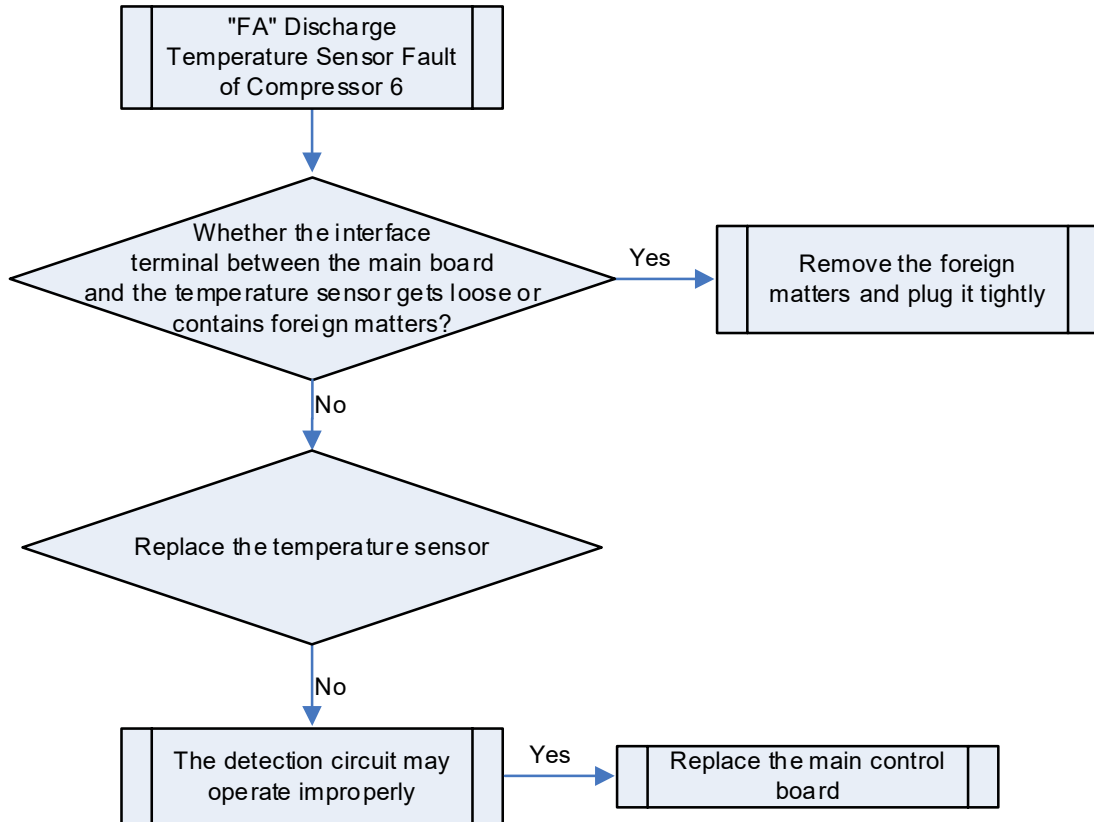 "FA" Discharge
Temperature Sensor Fault
of Compressor 6
Whether the interface
terminal between the main board
and the temperature sensor gets loose or
contains foreign matters?
Yes
Remove the foreign
matters and plug it tightly
No
Replace the temperature sensor
No
The detection circuit may
operate improperly
Yes
Replace the main control
board